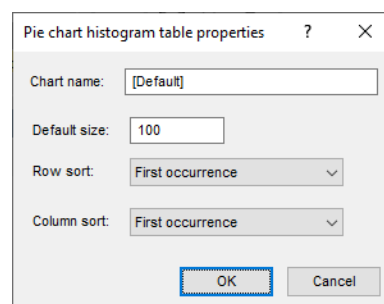 Pie chart histogram table properties ?
Chart name: [Default]
Default size: 100
Row sort: First occurrence
Column sort: First occurrence
OK Cancel